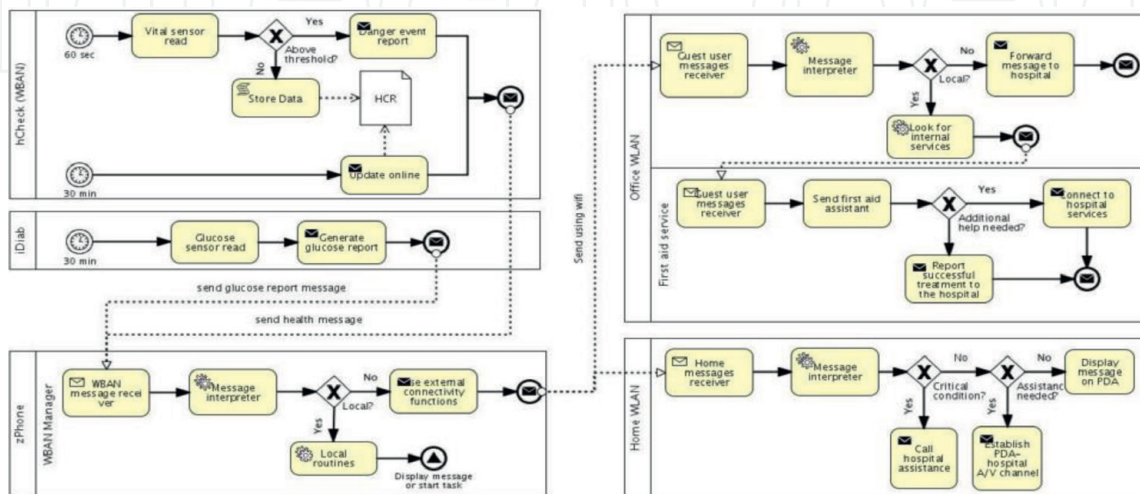 hCheck (WBAN)
60 sec
Vital sensor
read
Yes
Above
threshold?
No
Danger event
report
Store Data
HCR
30 min
Update online
iDiab
30 min
Glucose
sensor read
Generate
glucose report
send glucose report message
send health message
zPhone
WBAN Manager
WBAN
message recei
ver
Message
interpreter
Local?
No
Yes
se external
connectivity
functions
Local
routines
Display message
or start task
Send using wifi
Office WLAN
Guest user
messages
receiver
Message
interpreter
Local?
No
Yes
Forward
message to
hospital
Look for
internal
services
First aid service
Guest user
messages
receiver
Send first aid
assistant
Yes
Additional
help needed?
Connect to
hospital
services
Report
successful
treatment to
the hospital
Home WLAN
Home
messages
receiver
Message
interpreter
No
Critical
condition?
Yes
No
Assistanc
needed?
Yes
Display
message
on PDA
Call
hospital
assistance
Establish
PDA-
hospital
A/V channel